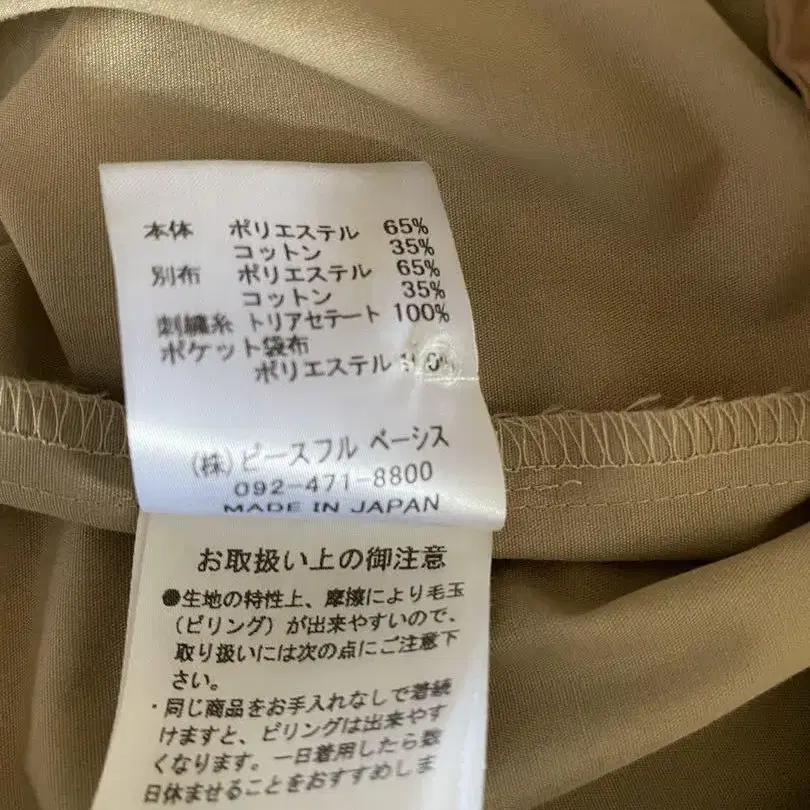 本体 ポリエステル 65%
コットン 35%
別布 ポリエステル 65%
コットン 35%
刺繍糸 トリアセテート 100%
ポケット袋布
ポリエステル
(株)ピースフル ベーシス
092-471-8800
MADE IN JAPAN
お取扱い上の御注意
●生地の特性上、摩擦により毛玉
(ピリング)が出来やすいので、
取り扱いには次の点にご注意下
さい。
・同じ商品をお手入れなしで着続
けますと、ピリングは出来やす
くなります。一日着用したら数
日休ませることをおすすめしま